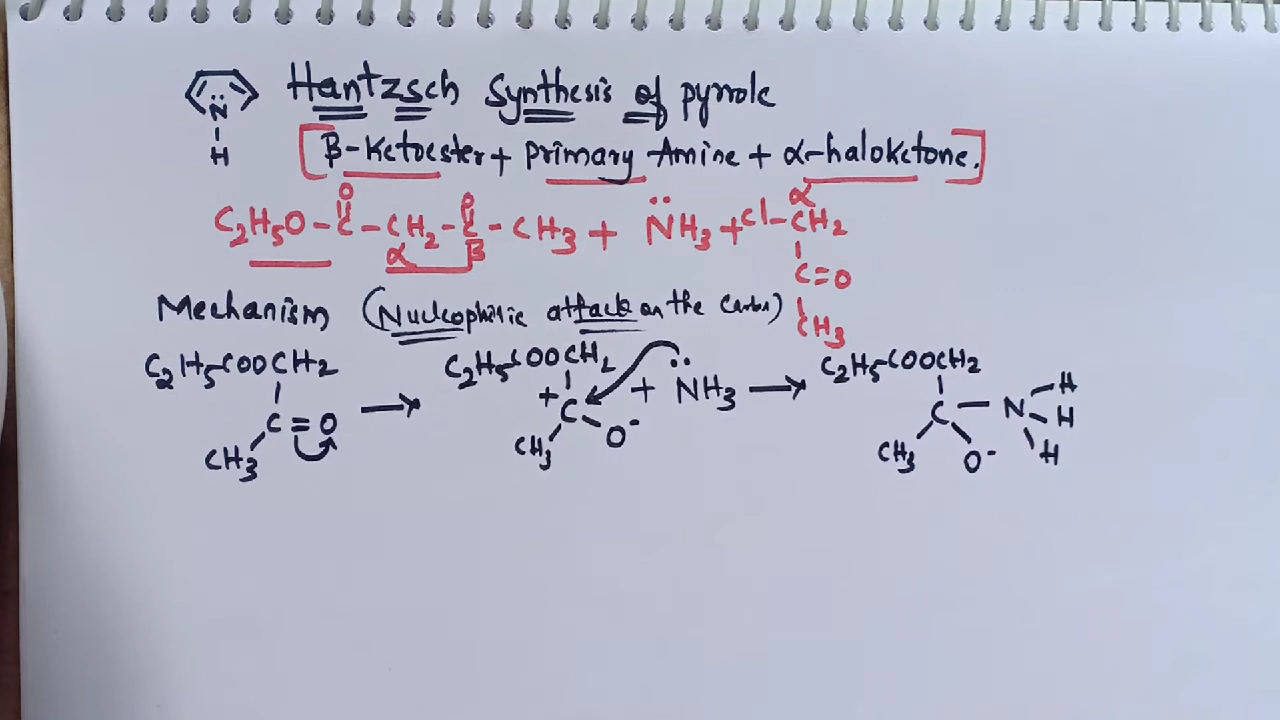 Hantzsch Synthesis of pyrrole
N
H
β-Ketoester + primary Amine + α-haloketone.
O O α
C2H5O-C-CH2-C-CH3 + NH3 + Cl-CH2
α β
C=O
CH3
Mechanism (Nucleophilic attack on the Carbon)
C2H5COOCH2 C2H5COOCH2 C2H5COOCH2
C=O + C + NH3 C - N H H H
CH3 CH3 O- CH3 O-